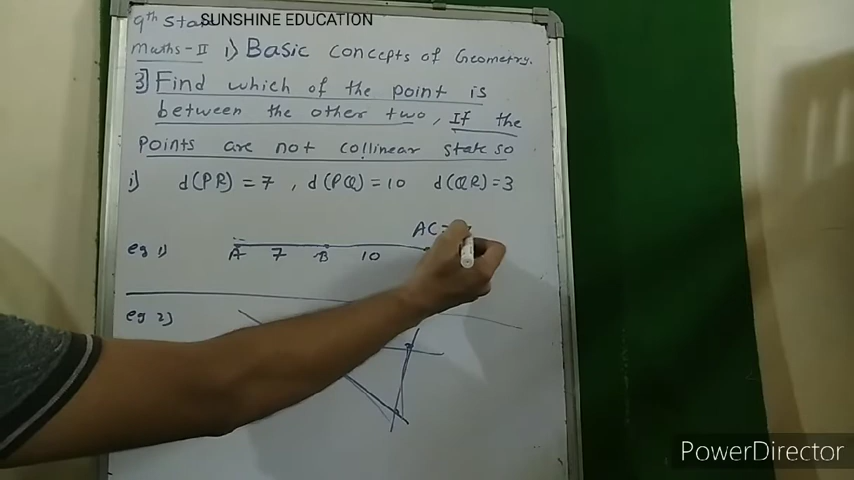 9th
SUNSHINE EDUCATION
Maths-II 1) Basic concepts of Geometry.
3] Find which of the point is
between the other two, If the
points are not collinear state so
i) d(PR) = 7 , d(PQ) = 10 d(QR) = 3
AC=
eg 1) A 7 B 10
eg 2)
PowerDirector